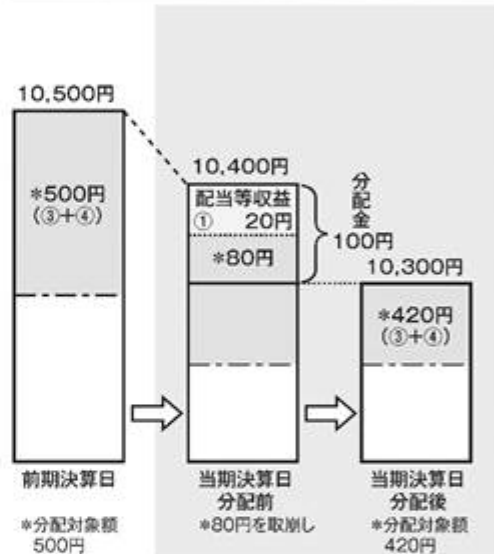 10,500円
*500円
(③+④)
前期決算日
*分配対象額
500円
10,400円
配当等収益
① 20円
*80円
分配金
100円
当期決算日
分配前
*80円を取崩し
10,300円
*420円
(③+④)
当期決算日
分配後
*分配対象額
420円